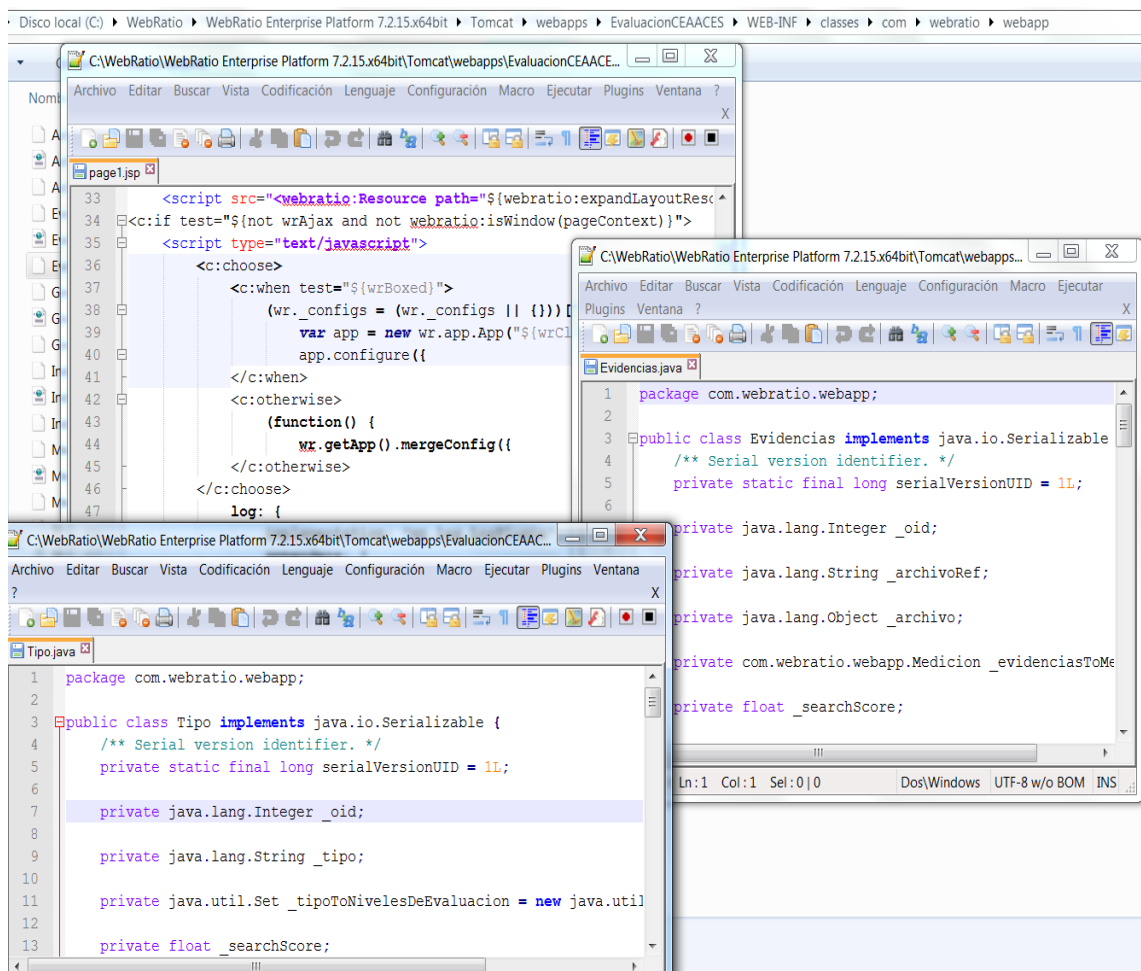 Disco local (C:) ▸ WebRatio ▸ WebRatio Enterprise Platform 7.2.15.x64bit ▸ Tomcat ▸ webapps ▸ EvaluacionCEAACES ▸ WEB-INF ▸ classes ▸ com ▸ webratio ▸ webapp
C:\WebRatio\WebRatio Enterprise Platform 7.2.15.x64bit\Tomcat\webapps\EvaluacionCEAACE...
Archivo Editar Buscar Vista Codificación Lenguaje Configuración Macro Ejecutar Plugins Ventana ?
X
page1.jsp
33 <script src="<webratio:Resource path="${webratio:expandLayoutReso
34 <c:if test="${not wrAjax and not webratio:isWindow(pageContext)}">
35 <script type="text/javascript">
36 <c:choose>
37 <c:when test="${wrBoxed}">
38 (wr._configs = (wr._configs || {}))[
39 var app = new wr.app.App("${wrCl
40 app.configure({
41 </c:when>
42 <c:otherwise>
43 (function() {
44 wr.getApp().mergeConfig({
45 </c:otherwise>
46 </c:choose>
47 log: {
C:\WebRatio\WebRatio Enterprise Platform 7.2.15.x64bit\Tomcat\webapps...
Archivo Editar Buscar Vista Codificación Lenguaje Configuración Macro Ejecutar
Plugins Ventana ?
X
Evidencias.java
1 package com.webratio.webapp;
2
3 public class Evidencias implements java.io.Serializable
4 /** Serial version identifier. */
5 private static final long serialVersionUID = 1L;
6
private java.lang.Integer _oid;
private java.lang.String _archivoRef;
private java.lang.Object _archivo;
private com.webratio.webapp.Medicion _evidenciasToMe
private float _searchScore;
Ln:1 Col:1 Sel:0|0 Dos\Windows UTF-8 w/o BOM INS
C:\WebRatio\WebRatio Enterprise Platform 7.2.15.x64bit\Tomcat\webapps\EvaluacionCEAAC...
Archivo Editar Buscar Vista Codificación Lenguaje Configuración Macro Ejecutar Plugins Ventana
?
X
Tipo.java
1 package com.webratio.webapp;
2
3 public class Tipo implements java.io.Serializable {
4 /** Serial version identifier. */
5 private static final long serialVersionUID = 1L;
6
7 private java.lang.Integer _oid;
8
9 private java.lang.String _tipo;
10
11 private java.util.Set _tipoToNivelesDeEvaluacion = new java.util
12
13 private float _searchScore;